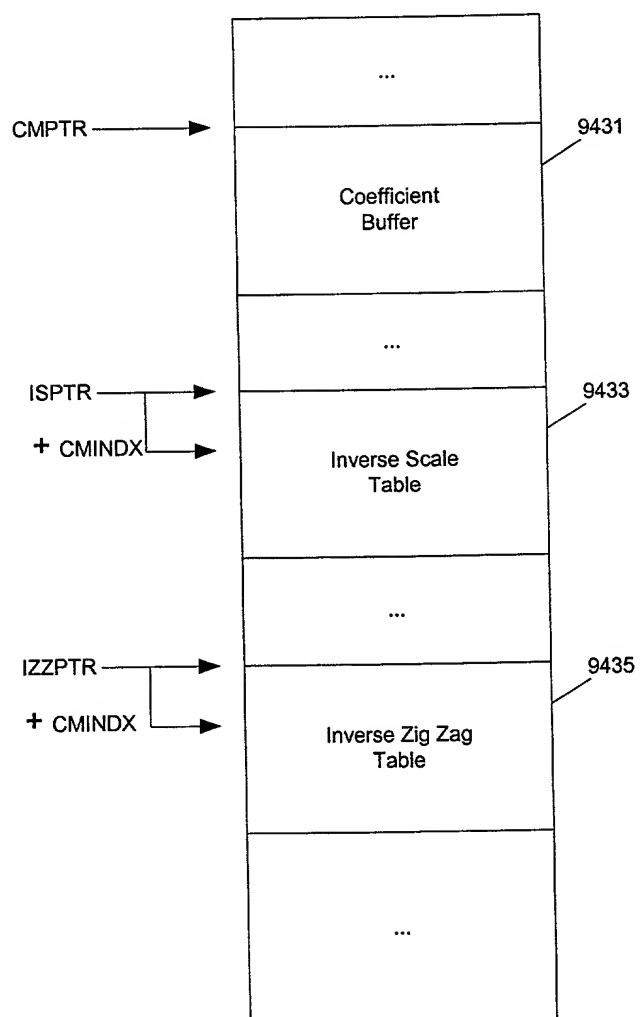 ...
CMPTR
9431
Coefficient
Buffer
...
ISPTR
9433
+ CMINDX
Inverse Scale
Table
...
IZZPTR
9435
+ CMINDX
Inverse Zig Zag
Table
...